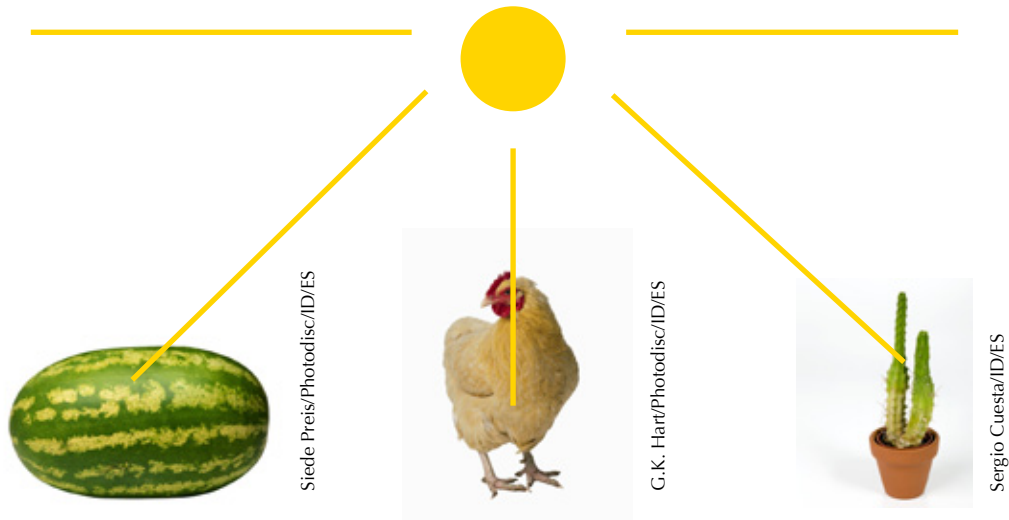 Siede Preis/Photodisc/ID/ES
G.K. Hart/Photodisc/ID/ES
Sergio Cuesta/ID/ES